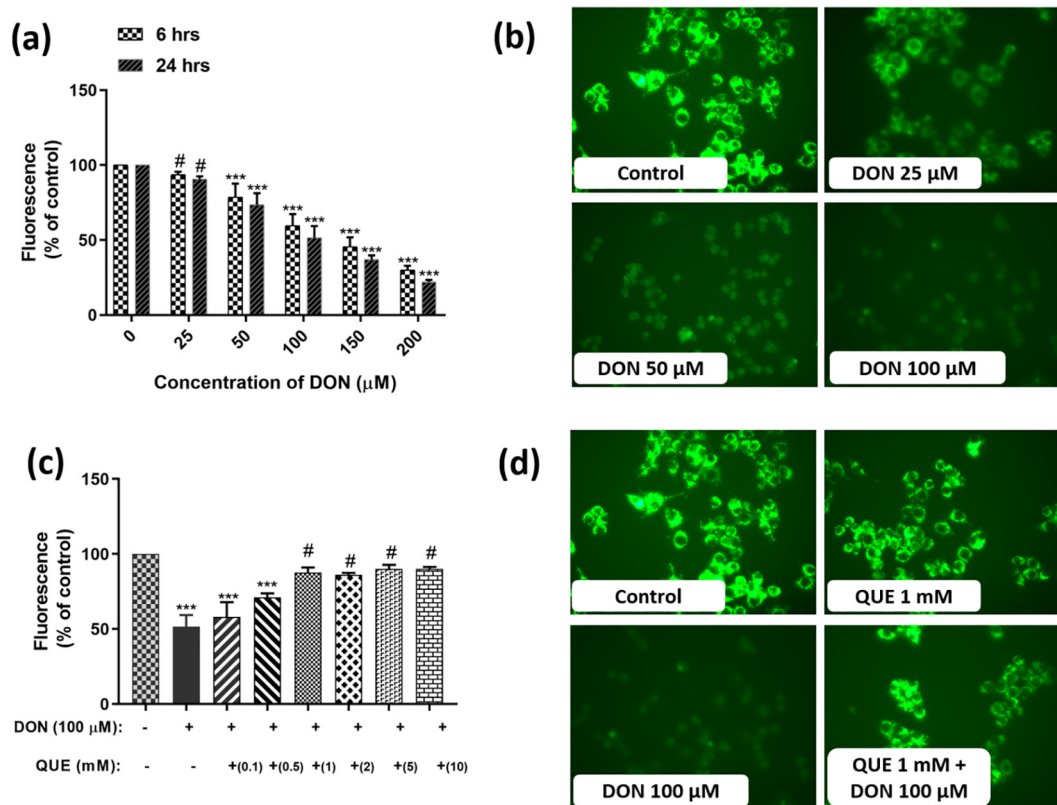 (a)
6 hrs
24 hrs
150
100
50
0
Fluorescence
(% of control)
# #
*** ***
*** ***
*** ***
*** ***
0 25 50 100 150 200
Concentration of DON (μM)
(b)
Control
DON 25 μM
DON 50 μM
DON 100 μM
(c)
150
100
50
0
Fluorescence
(% of control)
*** *** *** # # # #
DON (100 μM): - + + + + + + +
QUE (mM): - - +(0.1) +(0.5) +(1) +(2) +(5) +(10)
(d)
Control
QUE 1 mM
DON 100 μM
QUE 1 mM +
DON 100 μM